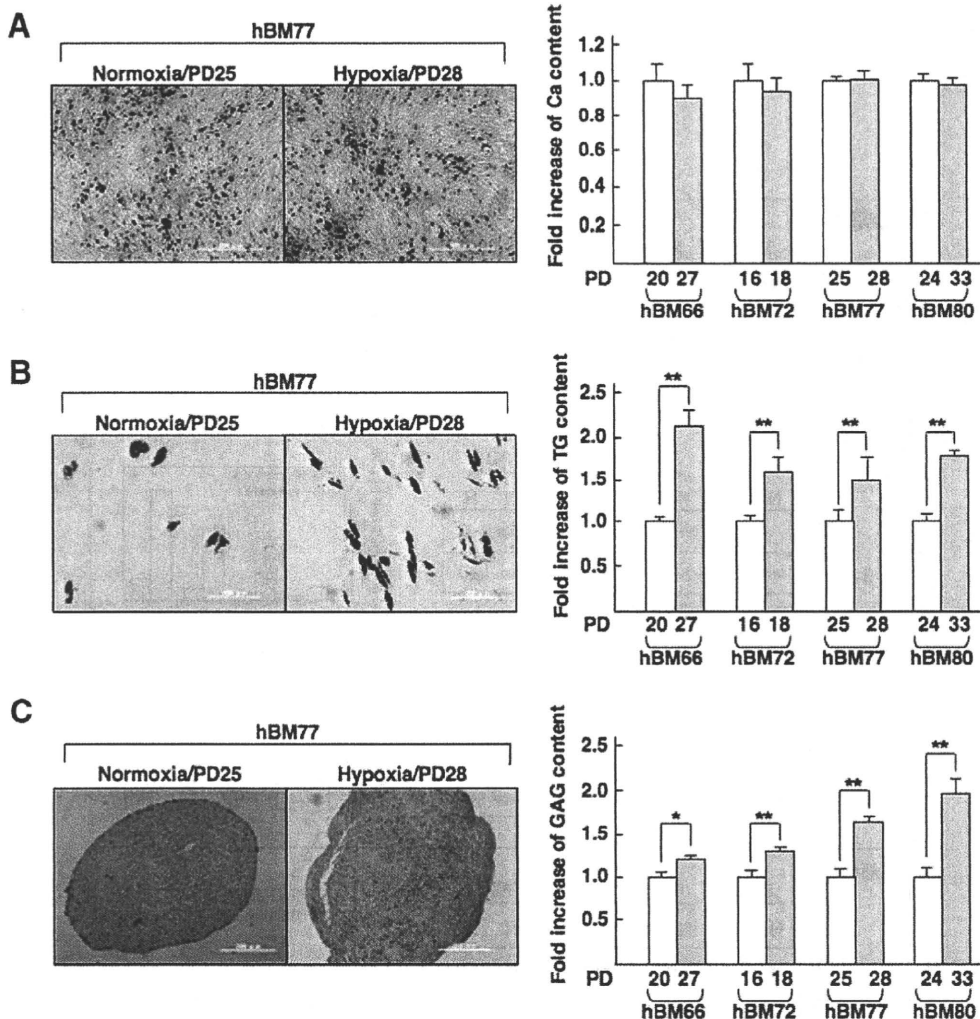 A
hBM77
Normoxia/PD25 Hypoxia/PD28
Fold increase of Ca content
1.2
1.0
0.8
0.6
0.4
0.2
PD 20 27 16 18 25 28 24 33
hBM66 hBM72 hBM77 hBM80
B
hBM77
Normoxia/PD25 Hypoxia/PD28
Fold increase of TG content
2.5
2.0
1.5
1.0
0.5
** ** ** **
PD 20 27 16 18 25 28 24 33
hBM66 hBM72 hBM77 hBM80
C
hBM77
Normoxia/PD25 Hypoxia/PD28
Fold increase of GAG content
2.5
2.0
1.5
1.0
0.5
* ** ** **
PD 20 27 16 18 25 28 24 33
hBM66 hBM72 hBM77 hBM80